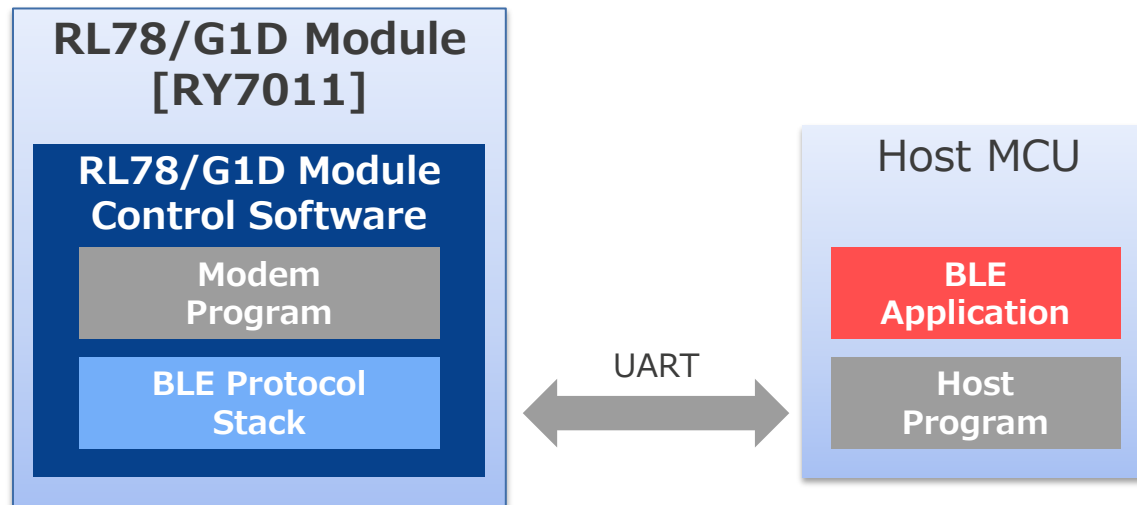 RL78/G1D Module
[RY7011]
RL78/G1D Module
Control Software
Modem
Program
BLE Protocol
Stack
UART
Host MCU
BLE
Application
Host
Program